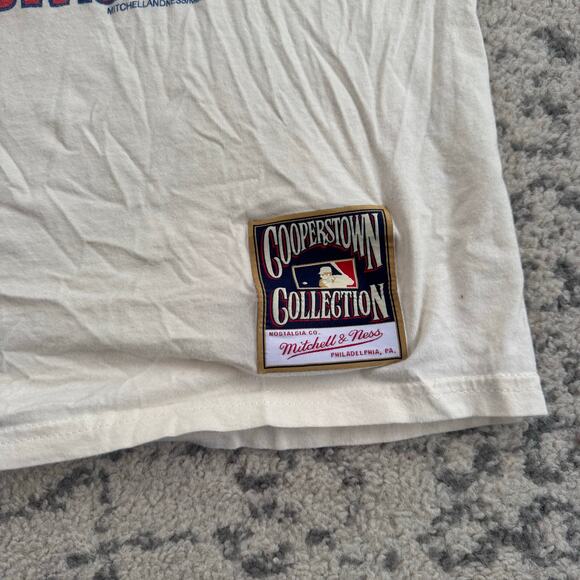 MITCHELLANDNESS
COOPERSTOWN
COLLECTION
NOSTALGIA CO.
Mitchell & Ness
PHILADELPHIA, PA.